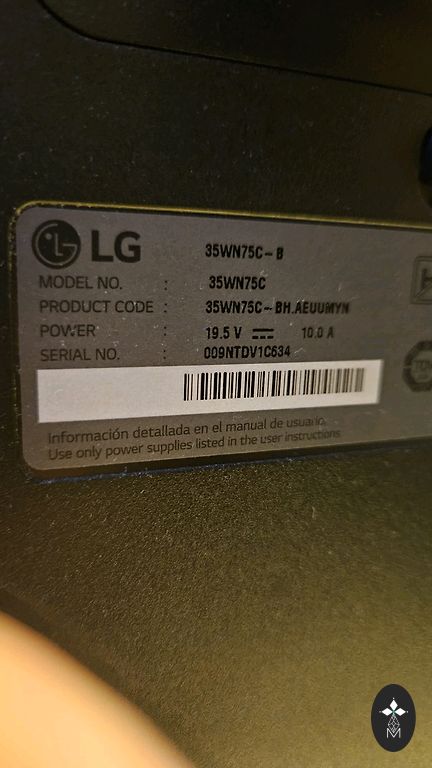 LG 35WN75C-B
MODEL NO. : 35WN75C
PRODUCT CODE : 35WN75C-BH.AEUUMYN
POWER : 19.5 V 10.0 A
SERIAL NO. : 009NTDV1C634
Información detallada en el manual de usuario.
Use only power supplies listed in the user instructions.
M